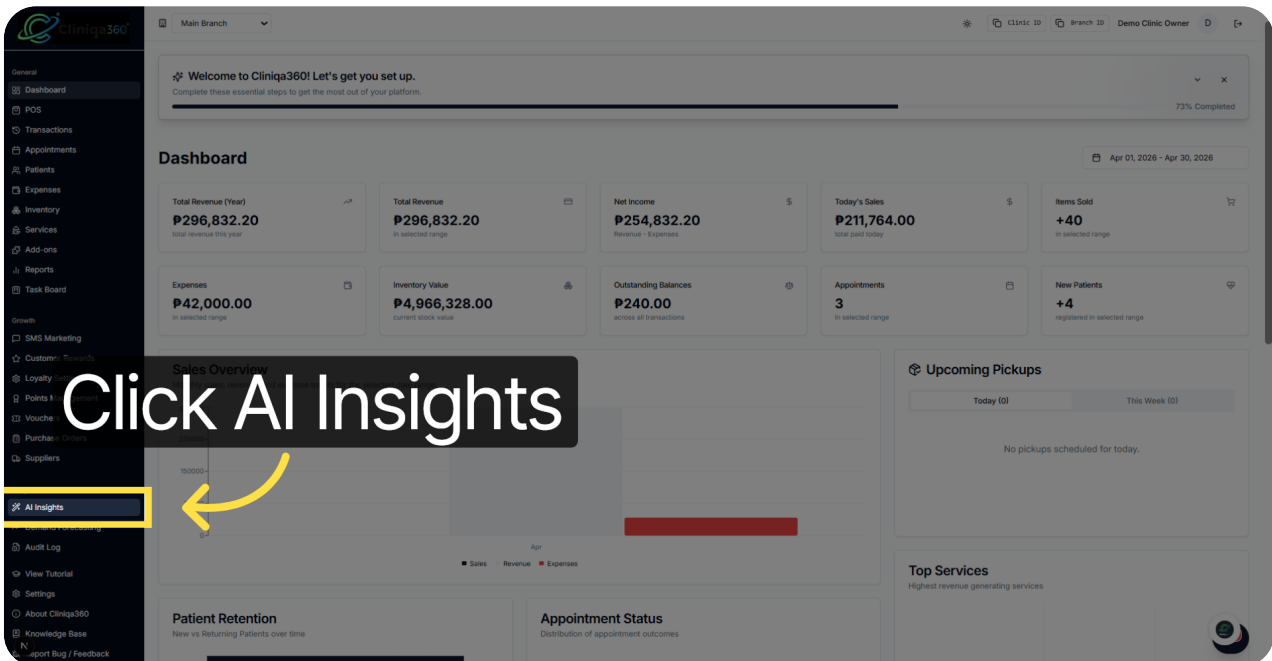 Cliniqa360°
Main Branch
Clinic ID
Branch ID
Demo Clinic Owner
D
General
Dashboard
POS
Transactions
Appointments
Patients
Expenses
Inventory
Services
Add-ons
Reports
Task Board
Growth
SMS Marketing
Customer Rewards
Loyalty
Points Management
Vouche
Purchase Orders
Suppliers
AI Insights
Demand Forecasting
Audit Log
View Tutorial
Settings
About Cliniqa360
Knowledge Base
N
eport Bug / Feedback
Welcome to Cliniqa360! Let's get you set up.
Complete these essential steps to get the most out of your platform.
73% Completed
Dashboard
Apr 01, 2026 - Apr 30, 2026
Total Revenue (Year)
₱296,832.20
total revenue this year
Total Revenue
₱296,832.20
in selected range
Net Income
$
₱254,832.20
Revenue - Expenses
Today's Sales
$
₱211,764.00
total paid today
Items Sold
+40
in selected range
Expenses
₱42,000.00
in selected range
Inventory Value
₱4,966,328.00
current stock value
Outstanding Balances
₱240.00
across all transactions
Appointments
3
in selected range
New Patients
+4
registered in selected range
Sales Overview
Click AI Insights
150000
0
Apr
Sales Revenue Expenses
Upcoming Pickups
Today (0)
This Week (0)
No pickups scheduled for today.
Top Services
Highest revenue generating services
Patient Retention
New vs Returning Patients over time
Appointment Status
Distribution of appointment outcomes